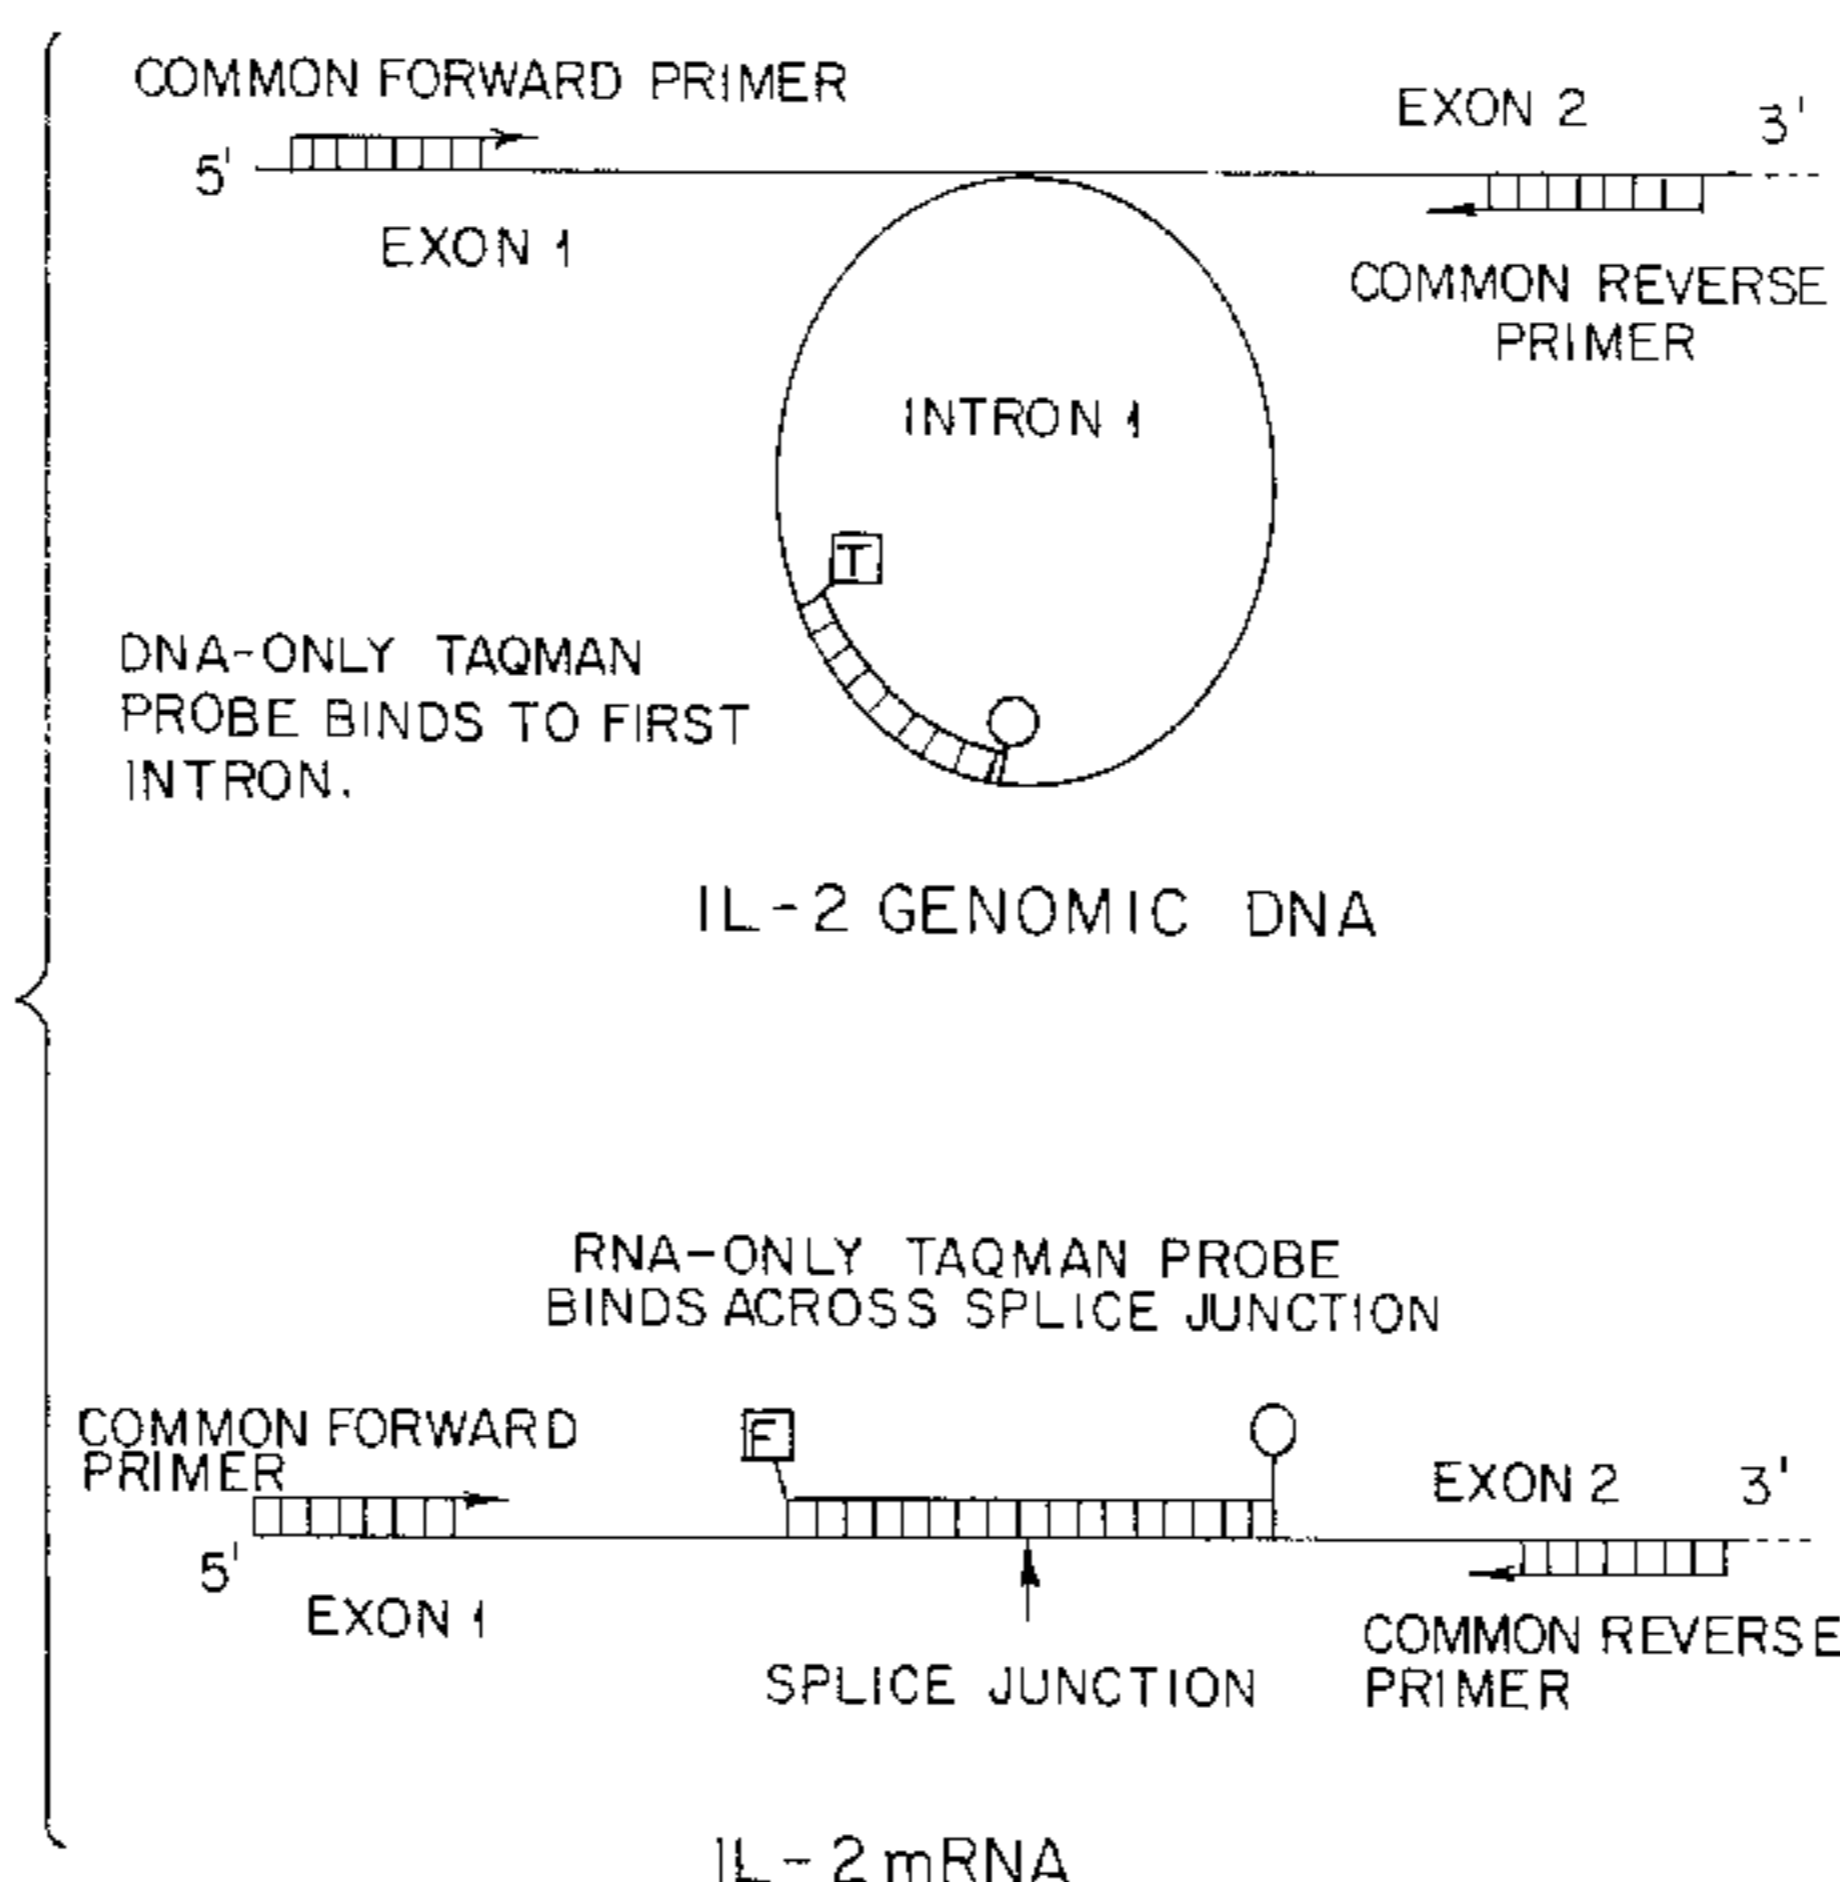 COMMON FORWARD PRIMER
EXON 2
3'
5'
EXON 1
COMMON REVERSE
PRIMER
INTRON 1
T
DNA-ONLY TAQMAN
PROBE BINDS TO FIRST
INTRON.
IL-2 GENOMIC DNA
RNA-ONLY TAQMAN PROBE
BINDS ACROSS SPLICE JUNCTION
COMMON FORWARD
PRIMER
F
EXON 2
3'
5'
EXON 1
SPLICE JUNCTION
COMMON REVERSE
PRIMER
IL-2 mRNA